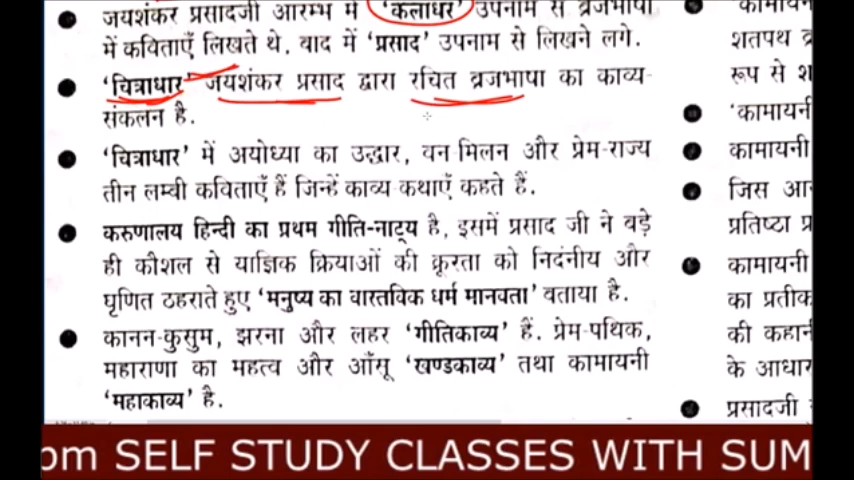 जयशंकर प्रसादजी आरम्भ में 'कलाधर' उपनाम से ब्रजभाषा
में कविताएँ लिखते थे, बाद में 'प्रसाद' उपनाम से लिखने लगे.
'चित्राधार' जयशंकर प्रसाद द्वारा रचित ब्रजभाषा का काव्य-
संकलन है.
'चित्राधार' में अयोध्या का उद्धार, वन मिलन और प्रेम-राज्य
तीन लम्बी कविताएँ हैं जिन्हें काव्य-कथाएँ कहते हैं.
करुणालय हिन्दी का प्रथम गीति-नाट्य है, इसमें प्रसाद जी ने बड़े
ही कौशल से याज्ञिक क्रियाओं की क्रूरता को निदंनीय और
घृणित ठहराते हुए 'मनुष्य का वास्तविक धर्म मानवता' बताया है.
कानन-कुसुम, झरना और लहर 'गीतिकाव्य' हैं. प्रेम-पथिक,
महाराणा का महत्व और आँसू 'खण्डकाव्य' तथा कामायनी
'महाकाव्य' है.
शतपथ
रूप से
'कामायनी
कामायनी
जिस
प्रतिष्टा
कामायनी
का प्रतीक
की कहानी
के आधार
प्रसादजी
om SELF STUDY CLASSES WITH SUM